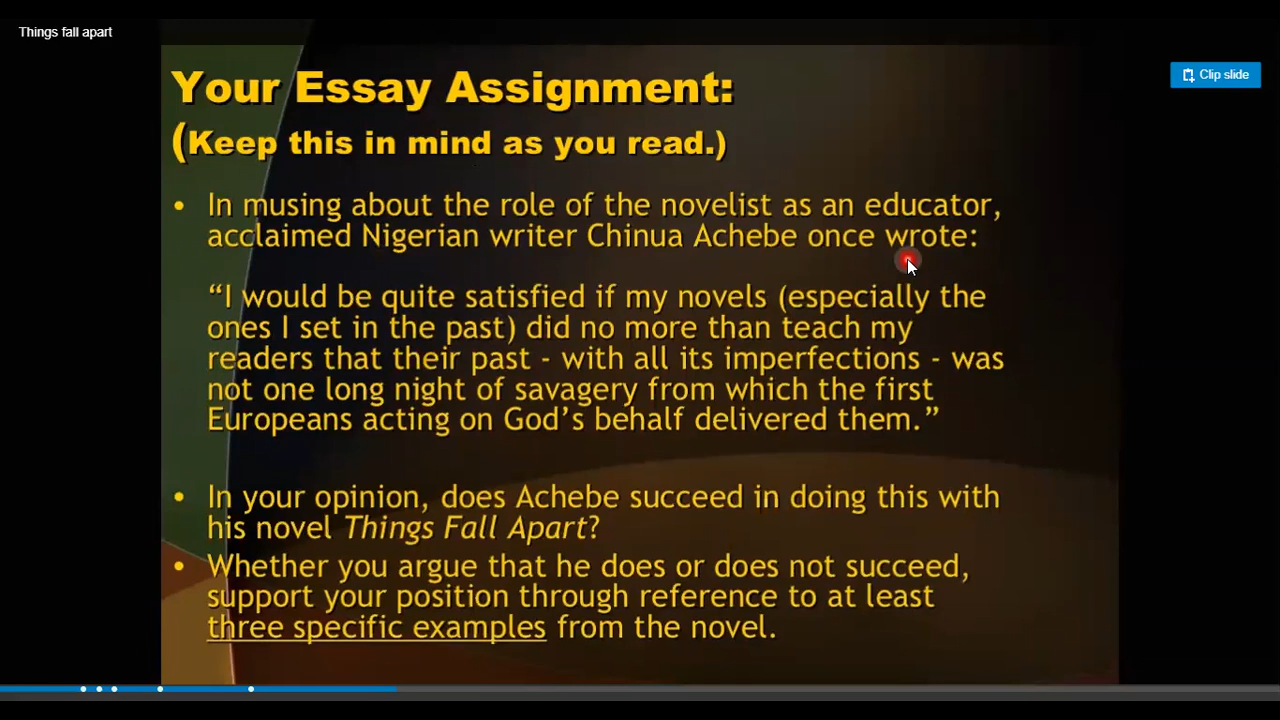 Things fall apart
Clip slide
Your Essay Assignment:
(Keep this in mind as you read.)
• In musing about the role of the novelist as an educator,
acclaimed Nigerian writer Chinua Achebe once wrote:
“I would be quite satisfied if my novels (especially the
ones I set in the past) did no more than teach my
readers that their past - with all its imperfections - was
not one long night of savagery from which the first
Europeans acting on God’s behalf delivered them.”
• In your opinion, does Achebe succeed in doing this with
his novel Things Fall Apart?
• Whether you argue that he does or does not succeed,
support your position through reference to at least
three specific examples from the novel.